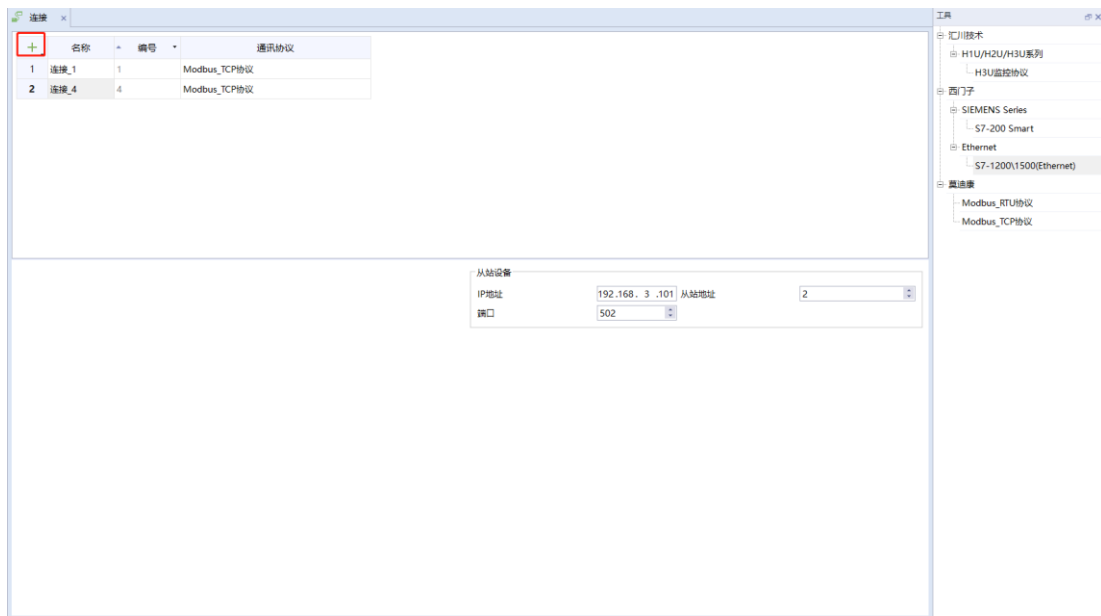 连接 ×
名称 编号 通讯协议
1 连接_1 1 Modbus_TCP协议
2 连接_4 4 Modbus_TCP协议
从站设备
IP地址 192.168. 3 .101 从站地址 2
端口 502
工具
汇川技术
H1U/H2U/H3U系列
H3U监控协议
西门子
SIEMENS Series
S7-200 Smart
Ethernet
S7-1200\1500(Ethernet)
莫迪康
Modbus_RTU协议
Modbus_TCP协议